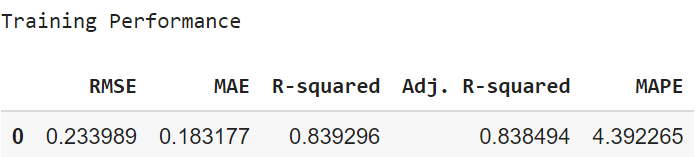 Training Performance
RMSE MAE R-squared Adj. R-squared MAPE
0 0.233989 0.183177 0.839296 0.838494 4.392265